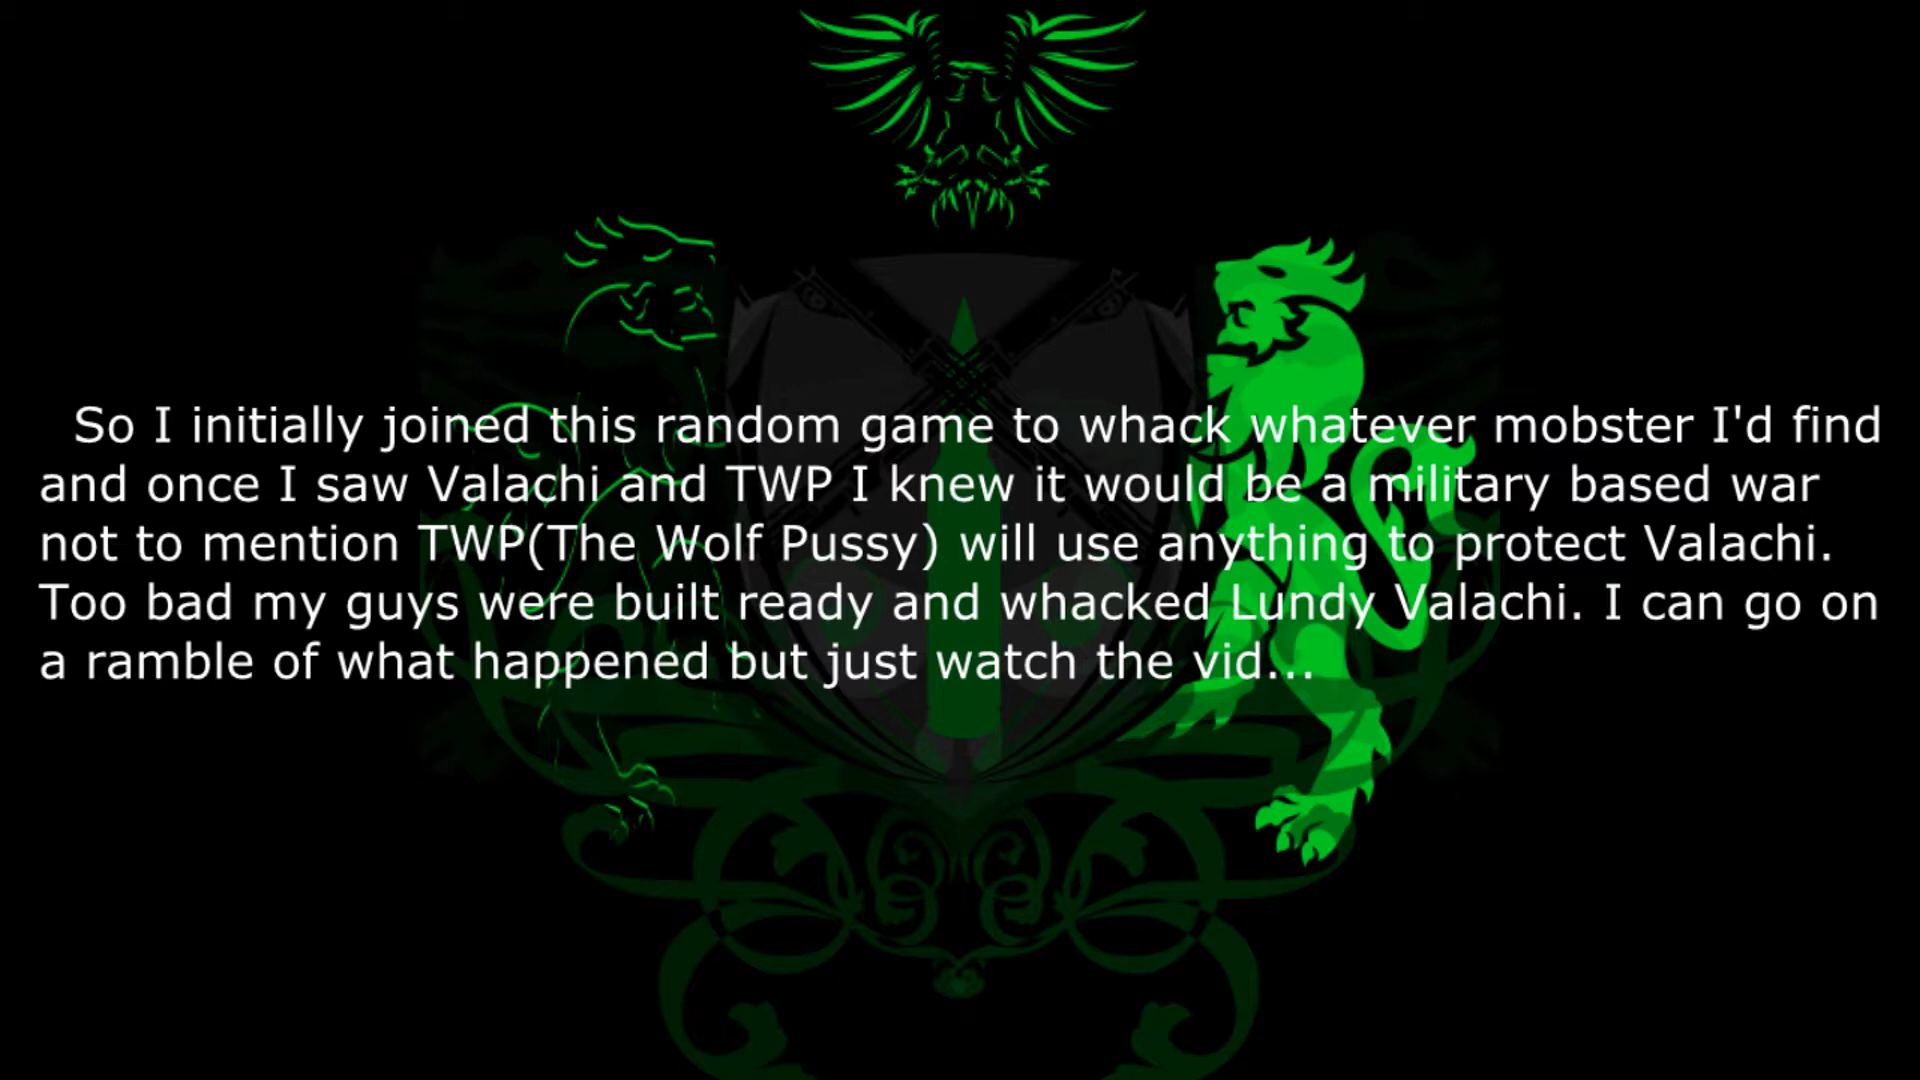 So I initially joined this random game to whack whatever mobster I'd find
and once I saw Valachi and TWP I knew it would be a military based war
not to mention TWP(The Wolf Pussy) will use anything to protect Valachi.
Too bad my guys were built ready and whacked Lundy Valachi. I can go on
a ramble of what happened but just watch the vid...